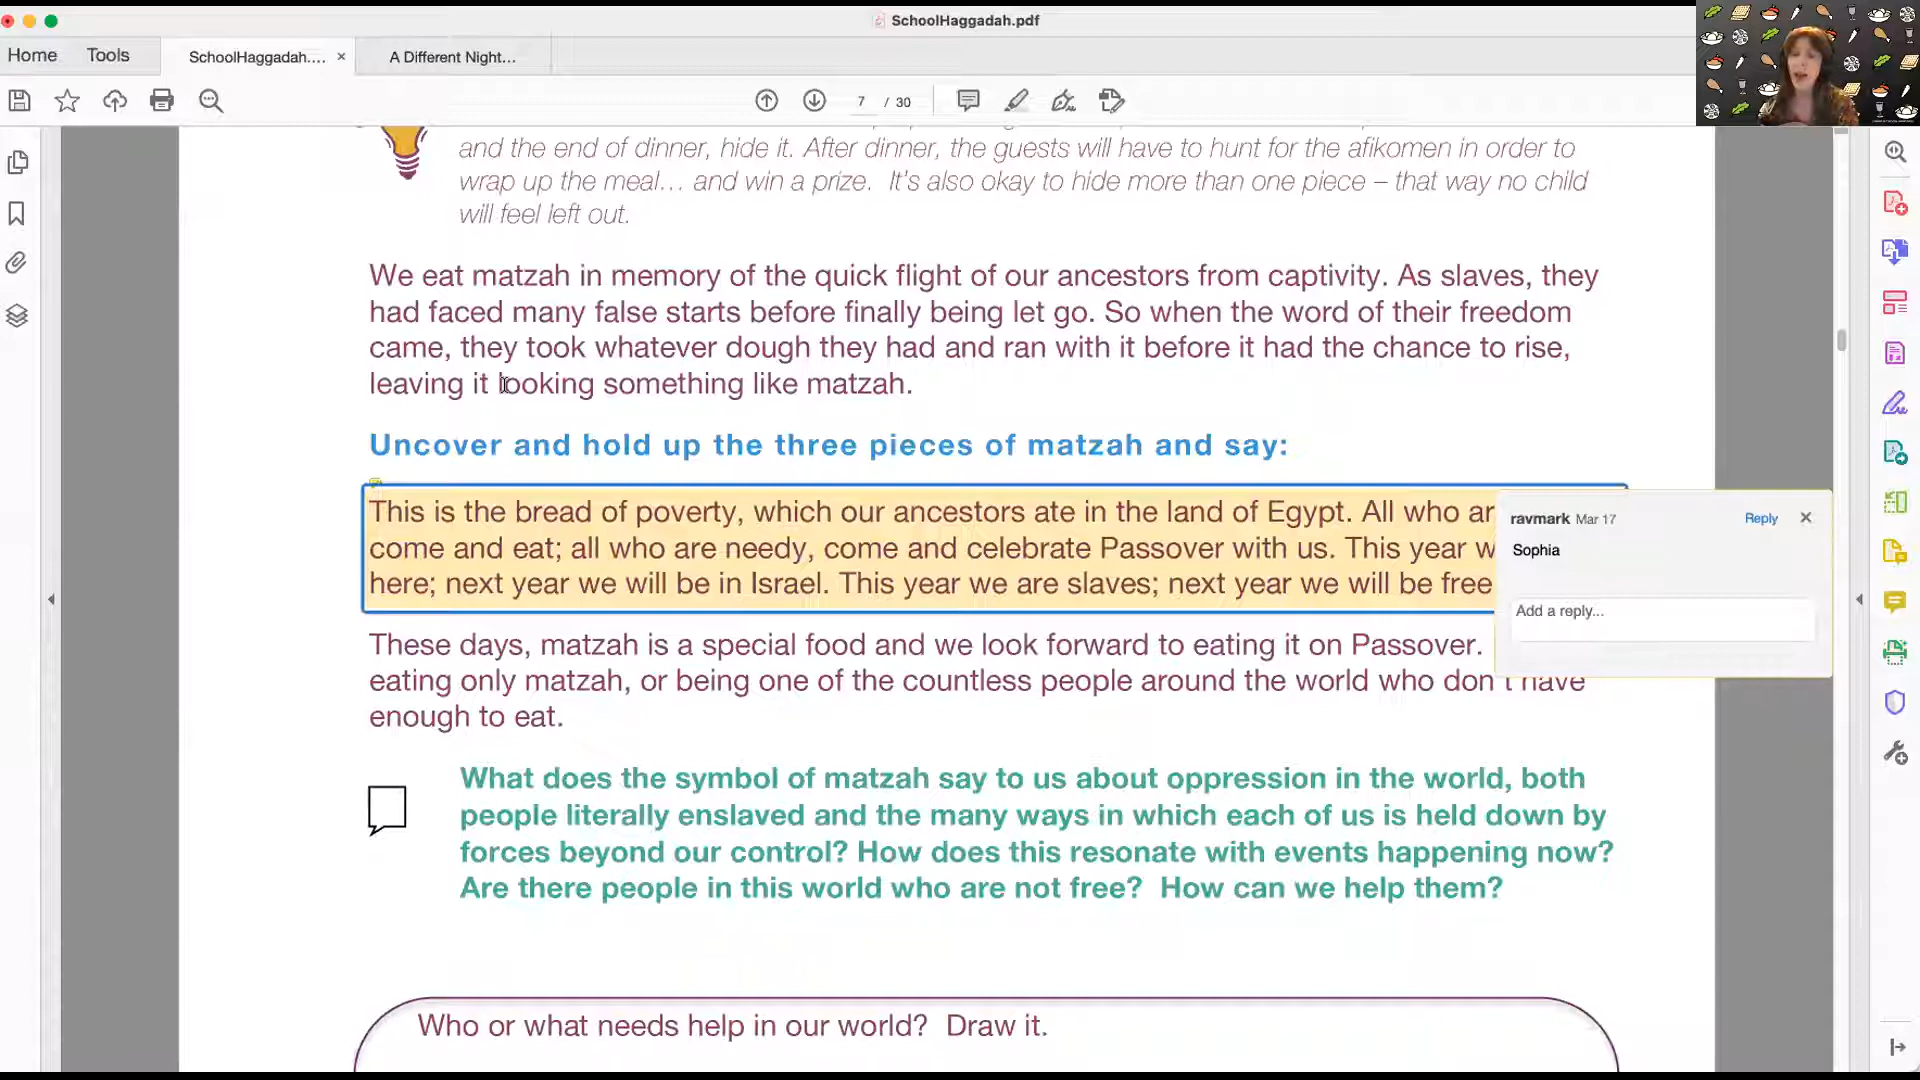 SchoolHaggadah.pdf
Home Tools SchoolHaggadah.... × A Different Night...
7 / 30
and the end of dinner, hide it. After dinner, the guests will have to hunt for the afikomen in order to
wrap up the meal... and win a prize. It's also okay to hide more than one piece – that way no child
will feel left out.
We eat matzah in memory of the quick flight of our ancestors from captivity. As slaves, they
had faced many false starts before finally being let go. So when the word of their freedom
came, they took whatever dough they had and ran with it before it had the chance to rise,
leaving it looking something like matzah.
Uncover and hold up the three pieces of matzah and say:
This is the bread of poverty, which our ancestors ate in the land of Egypt. All who ar
come and eat; all who are needy, come and celebrate Passover with us. This year w
here; next year we will be in Israel. This year we are slaves; next year we will be free
ravmark Mar 17 Reply ×
Sophia
Add a reply...
These days, matzah is a special food and we look forward to eating it on Passover.
eating only matzah, or being one of the countless people around the world who don't have
enough to eat.
What does the symbol of matzah say to us about oppression in the world, both
people literally enslaved and the many ways in which each of us is held down by
forces beyond our control? How does this resonate with events happening now?
Are there people in this world who are not free? How can we help them?
Who or what needs help in our world? Draw it.